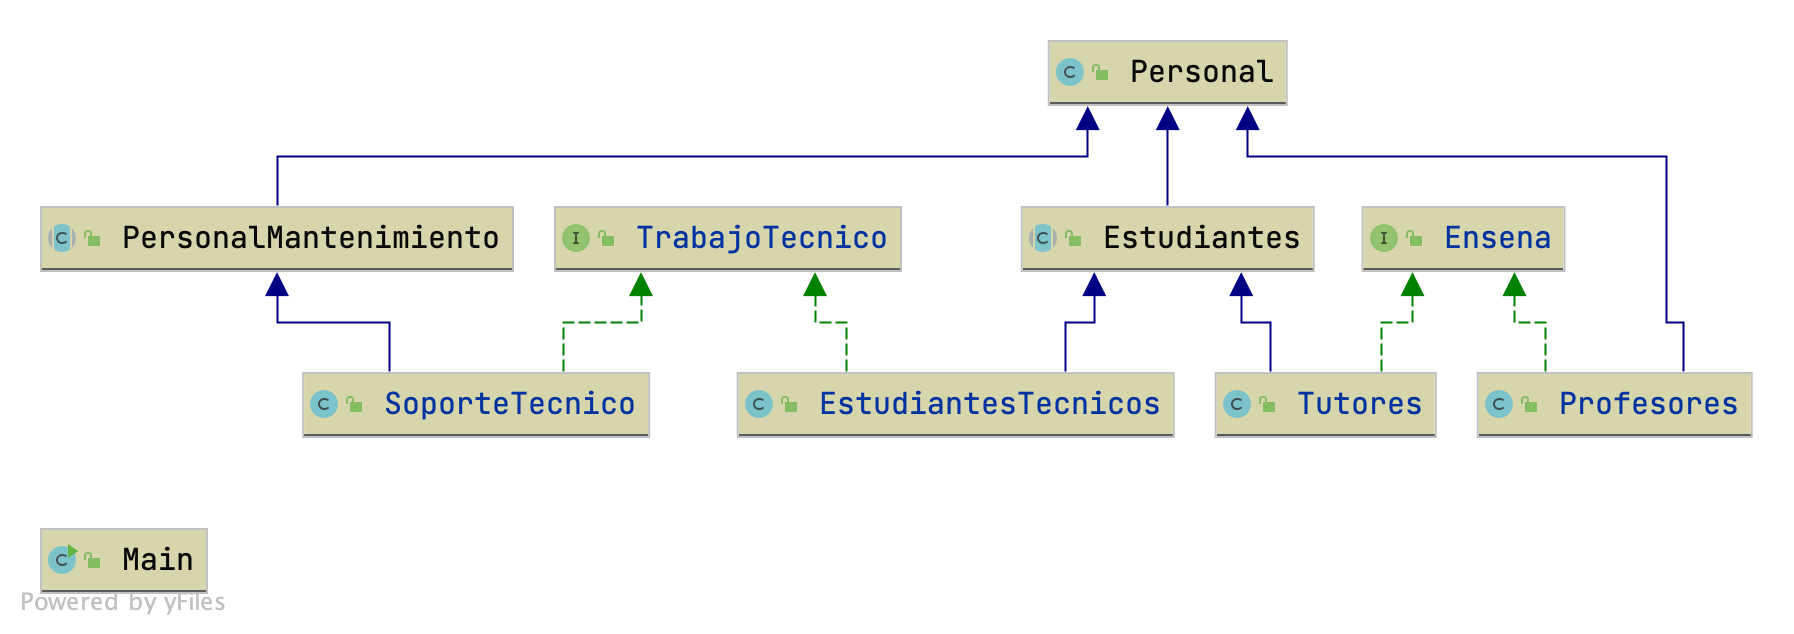 Personal
PersonalMantenimiento
TrabajoTecnico
Estudiantes
Ensena
SoporteTecnico
EstudiantesTecnicos
Tutores
Profesores
Main
Powered by yFiles